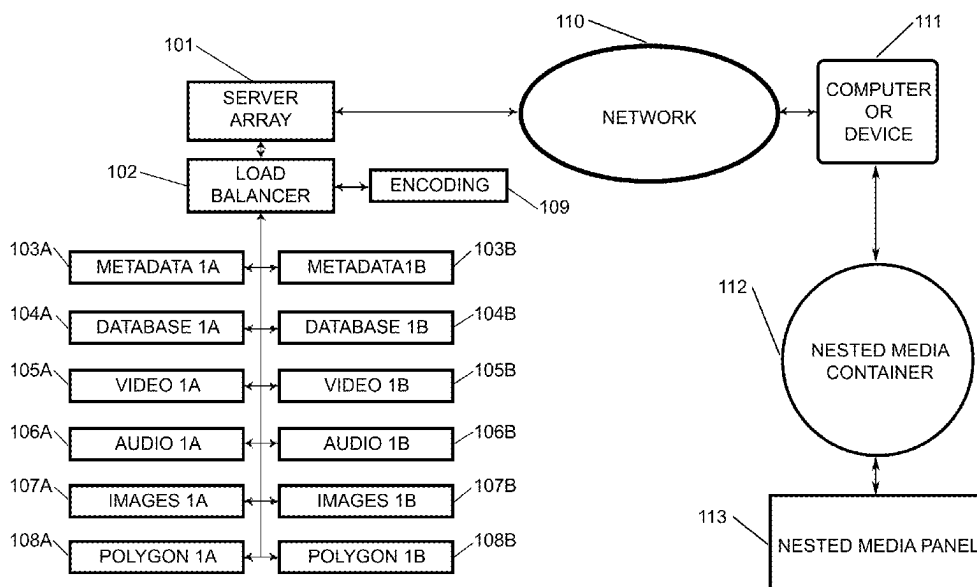 110
111
101
SERVER
ARRAY
NETWORK
COMPUTER
OR
DEVICE
102
LOAD
BALANCER
ENCODING
109
103A
METADATA 1A
METADATA1B
103B
104A
DATABASE 1A
DATABASE 1B
104B
112
NESTED MEDIA
CONTAINER
105A
VIDEO 1A
VIDEO 1B
105B
106A
AUDIO 1A
AUDIO 1B
106B
107A
IMAGES 1A
IMAGES 1B
107B
108A
POLYGON 1A
POLYGON 1B
108B
113
NESTED MEDIA PANEL